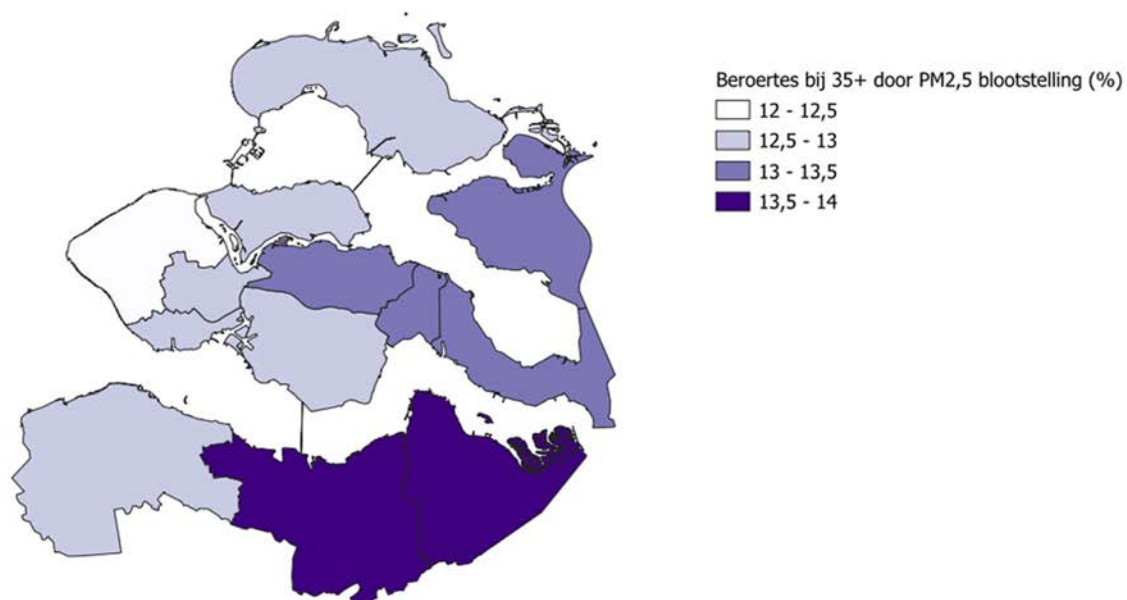 Beroertes bij 35+ door PM2,5 blootstelling (%)
12 - 12,5
12,5 - 13
13 - 13,5
13,5 - 14